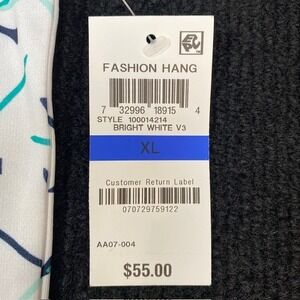 FASHION HANG
7 32996 18915 4
STYLE 100014214
BRIGHT WHITE V3
XL
Customer Return Label
070729759122
AA07-004
$55.00